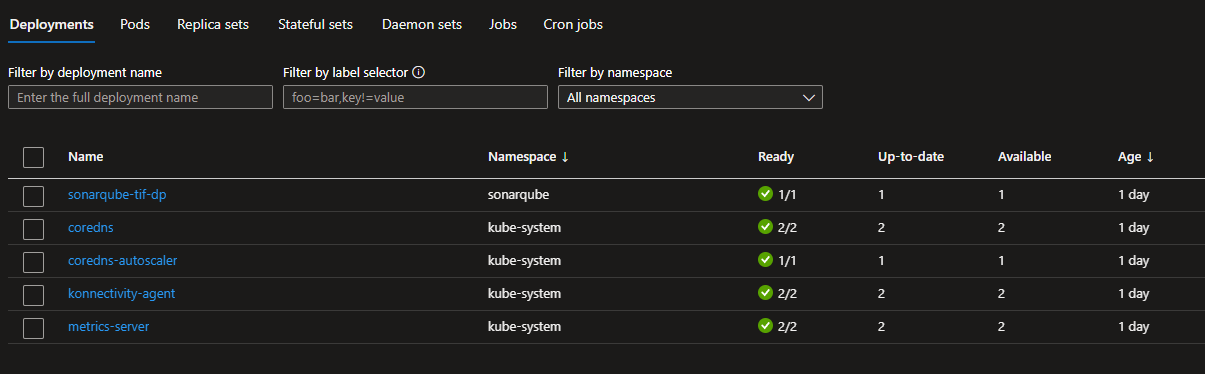 Deployments Pods Replica sets Stateful sets Daemon sets Jobs Cron jobs
Filter by deployment name Filter by label selector Filter by namespace
Enter the full deployment name foo=bar,key!=value All namespaces
Name Namespace ↓ Ready Up-to-date Available Age ↓
sonarqube-tif-dp sonarqube 1/1 1 1 1 day
coredns kube-system 2/2 2 2 1 day
coredns-autoscaler kube-system 1/1 1 1 1 day
konnectivity-agent kube-system 2/2 2 2 1 day
metrics-server kube-system 2/2 2 2 1 day